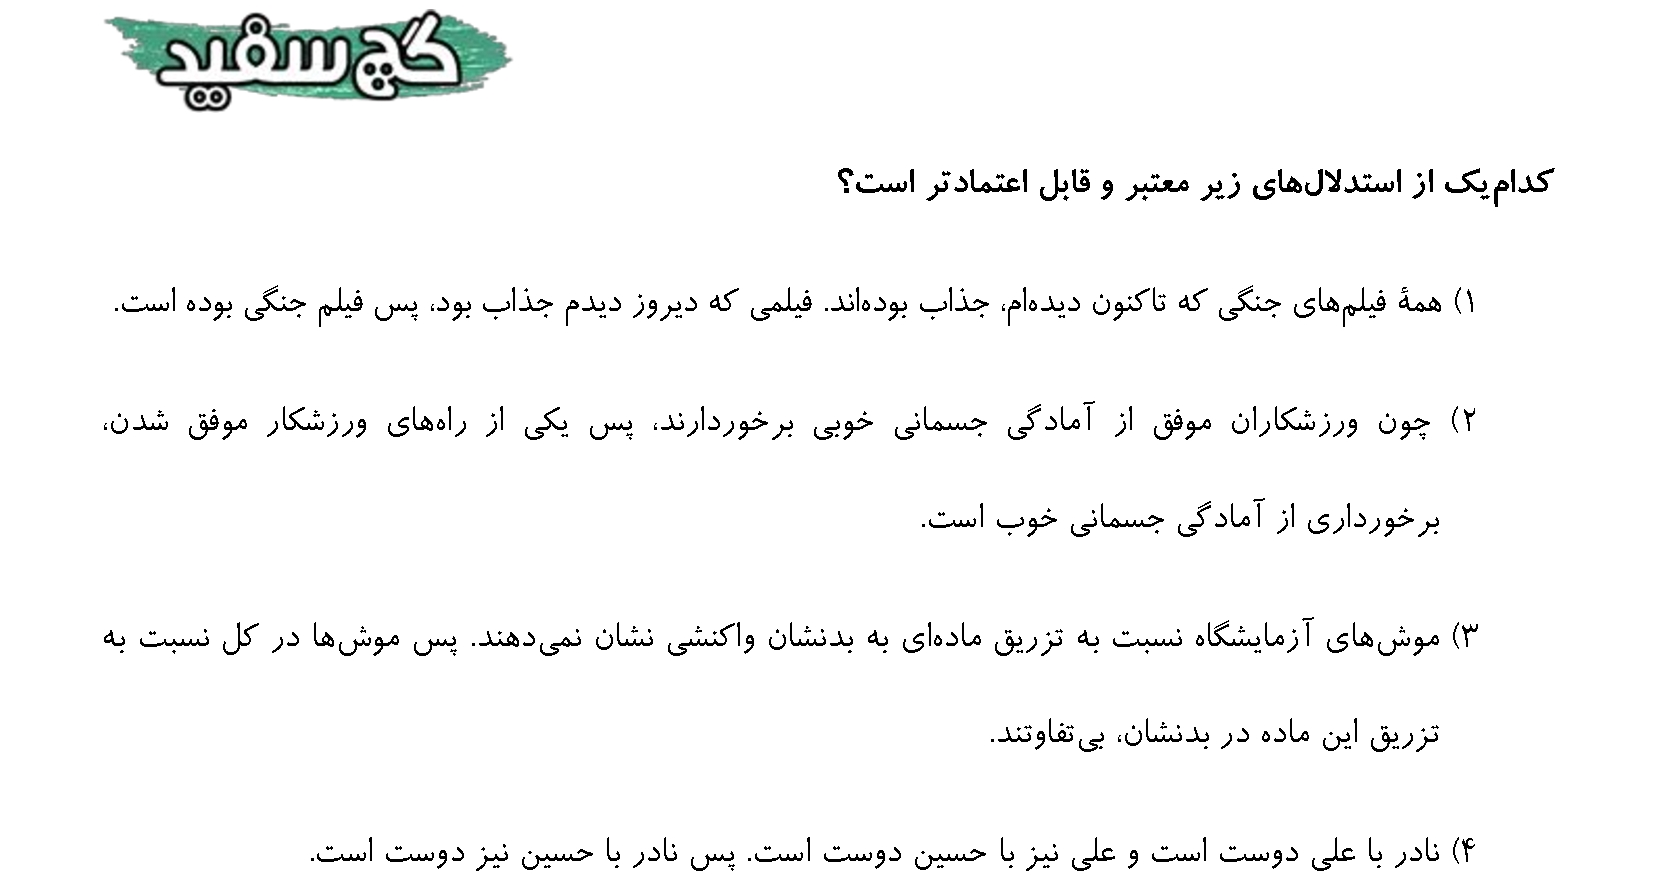 گچ سفید
کدام‌یک از استدلال‌های زیر معتبر و قابل اعتمادتر است؟
۱) همهٔ فیلم‌های جنگی که تاکنون دیده‌ام، جذاب بوده‌اند. فیلمی که دیروز دیدم جذاب بود، پس فیلم جنگی بوده است.
۲) چون ورزشکاران موفق از آمادگی جسمانی خوبی برخوردارند، پس یکی از راه‌های ورزشکار موفق شدن،
برخورداری از آمادگی جسمانی خوب است.
۳) موش‌های آزمایشگاه نسبت به تزریق ماده‌ای به بدنشان واکنشی نشان نمی‌دهند. پس موش‌ها در کل نسبت به
تزریق این ماده در بدنشان، بی‌تفاوتند.
۴) نادر با علی دوست است و علی نیز با حسین دوست است. پس نادر با حسین نیز دوست است.